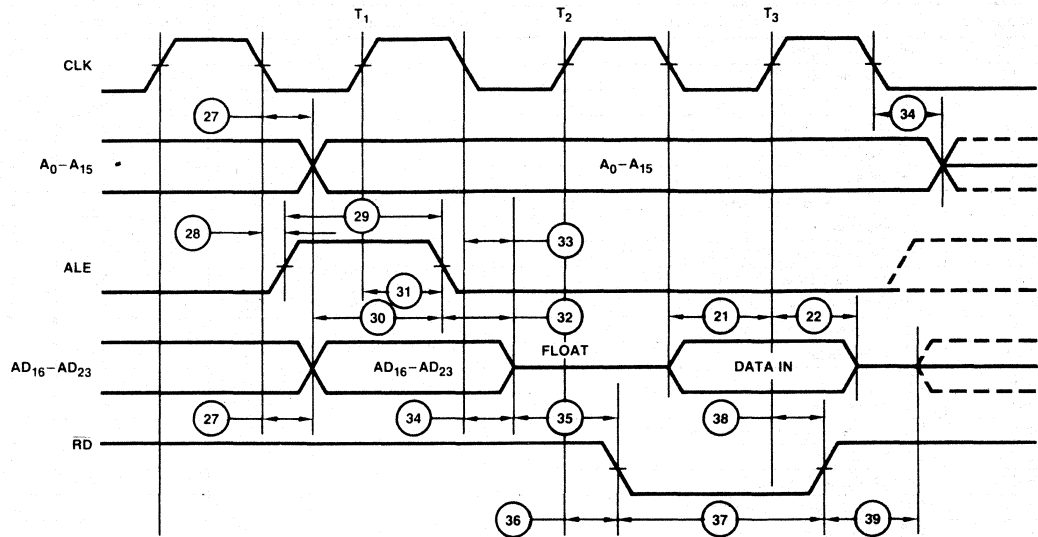 T1 T2 T3
CLK
27 34
A0–A15 A0–A15
29
28 33
ALE
31
30 32 21 22
FLOAT
AD16–AD23 AD16–AD23 DATA IN
27 34 35 38
RD
36 37 39